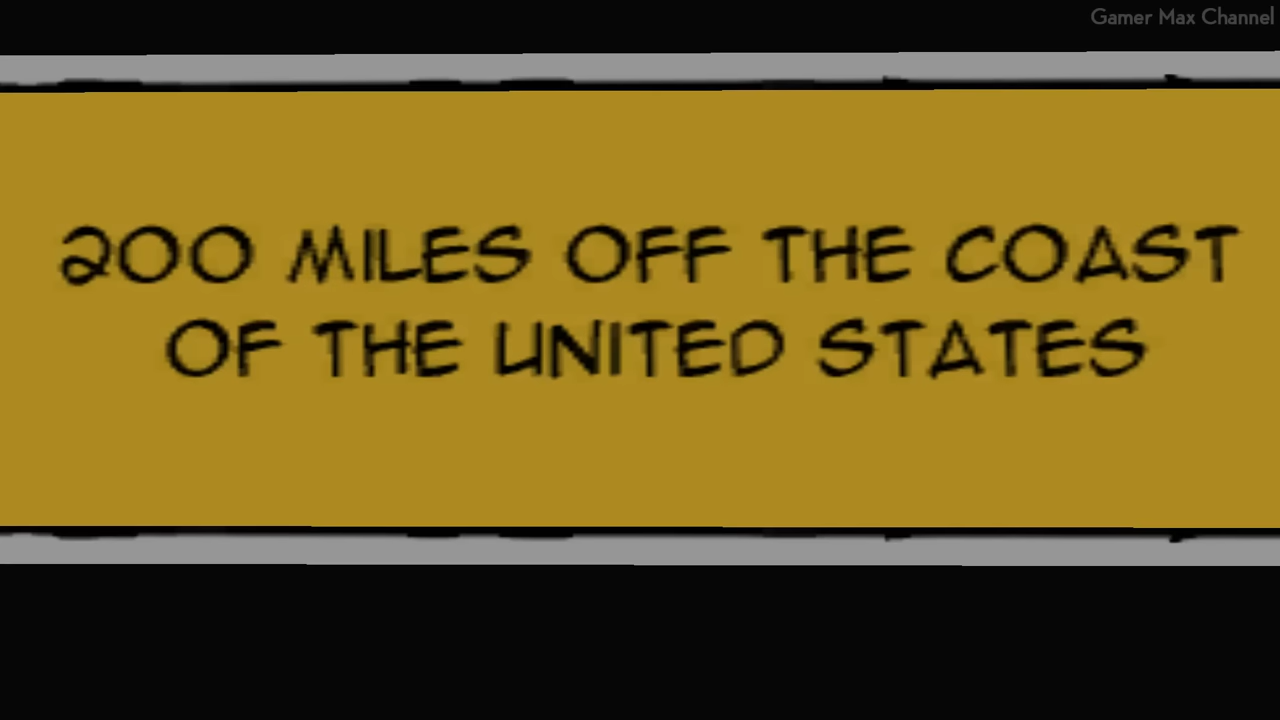 Gamer Max Channel
200 MILES OFF THE COAST
OF THE UNITED STATES